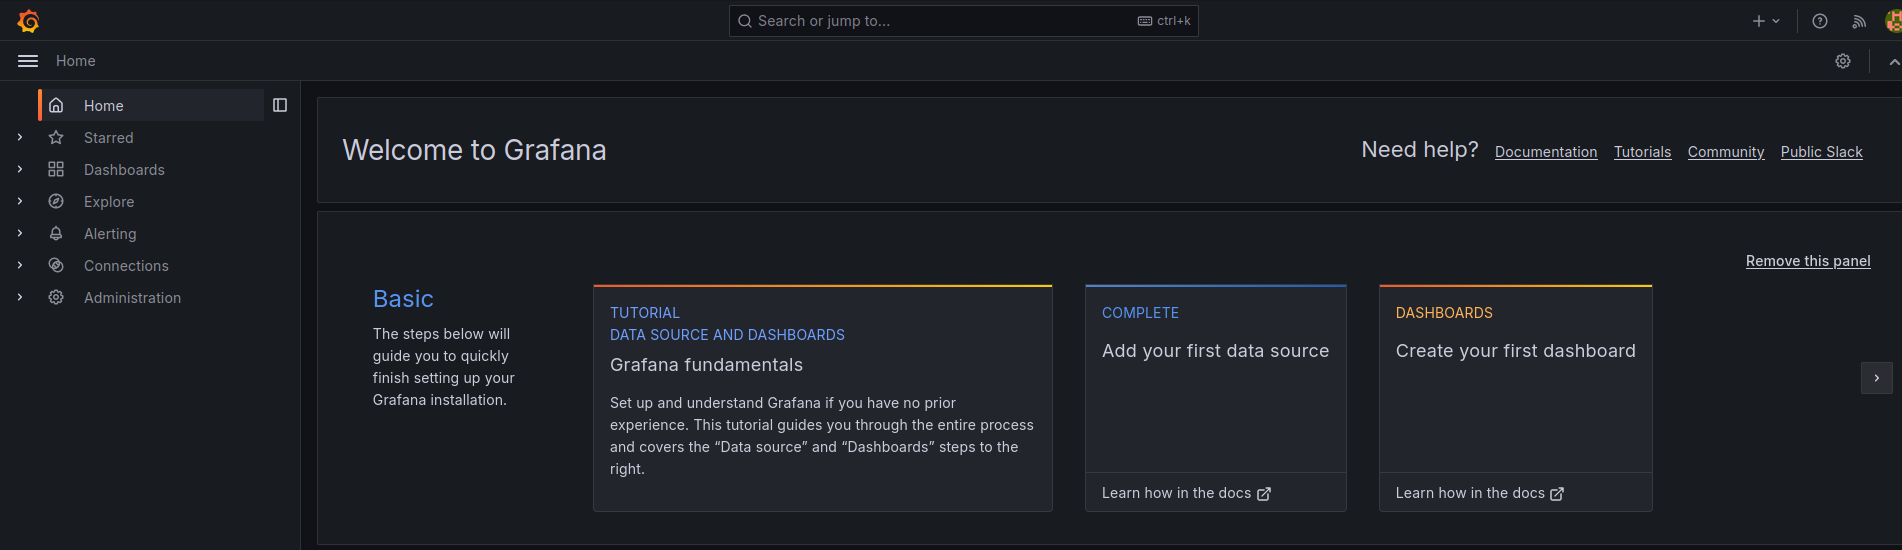 Search or jump to...
ctrl+k
Home
Home
Starred
Dashboards
Explore
Alerting
Connections
Administration
Welcome to Grafana
Need help? Documentation Tutorials Community Public Slack
Remove this panel
Basic
The steps below will
guide you to quickly
finish setting up your
Grafana installation.
TUTORIAL
DATA SOURCE AND DASHBOARDS
Grafana fundamentals
Set up and understand Grafana if you have no prior
experience. This tutorial guides you through the entire process
and covers the “Data source” and “Dashboards” steps to the
right.
COMPLETE
Add your first data source
Learn how in the docs
DASHBOARDS
Create your first dashboard
Learn how in the docs